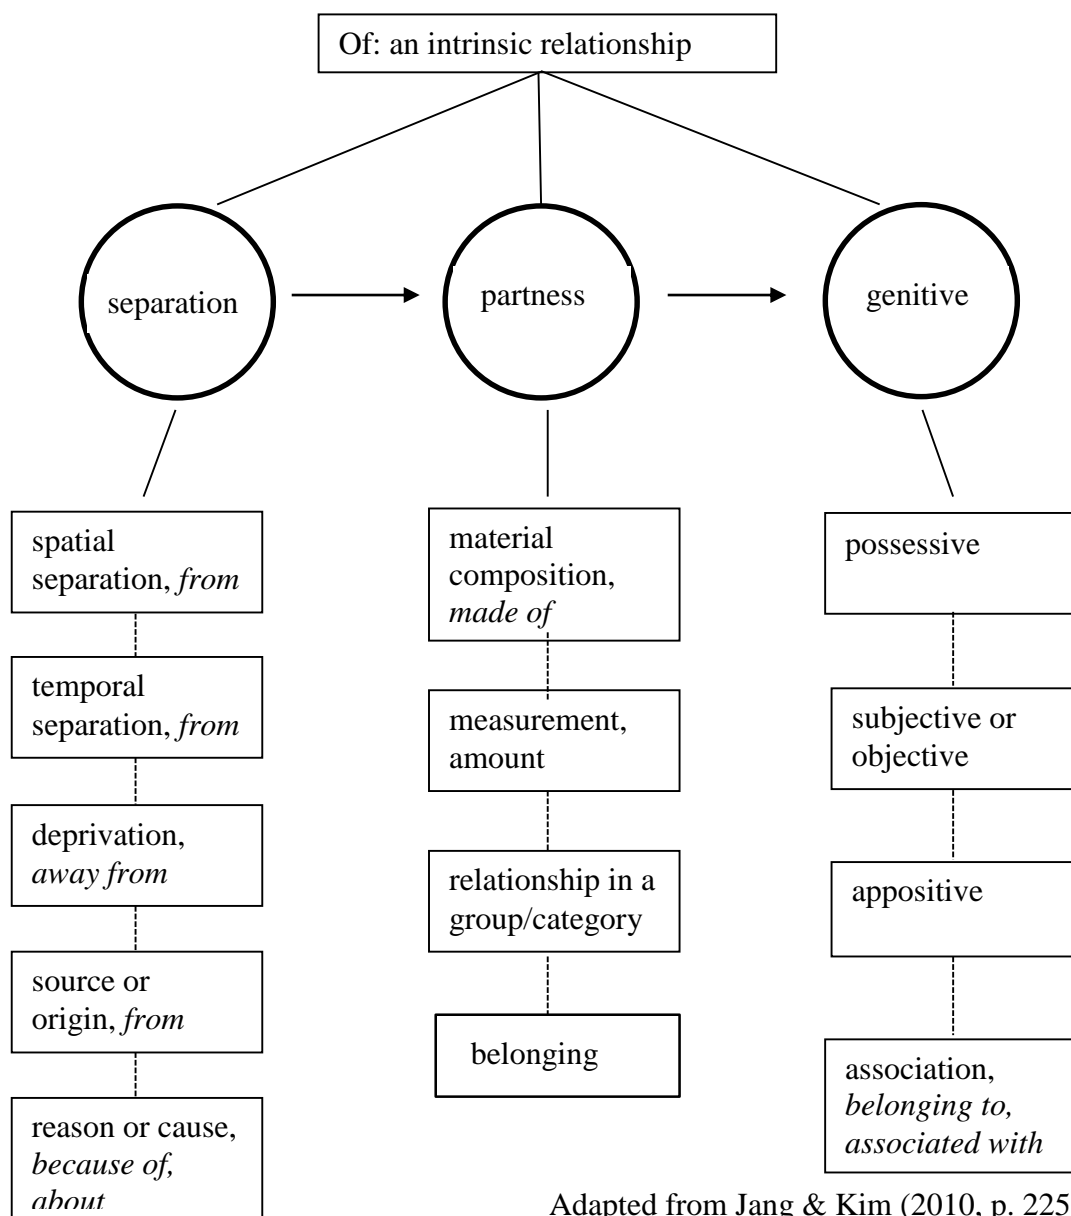 Of: an intrinsic relationship
separation
partness
genitive
spatial
separation, from
temporal
separation, from
deprivation,
away from
source or
origin, from
reason or cause,
because of,
about
material
composition,
made of
measurement,
amount
relationship in a
group/category
belonging
possessive
subjective or
objective
appositive
association,
belonging to,
associated with
Adapted from Jang & Kim (2010, p. 225